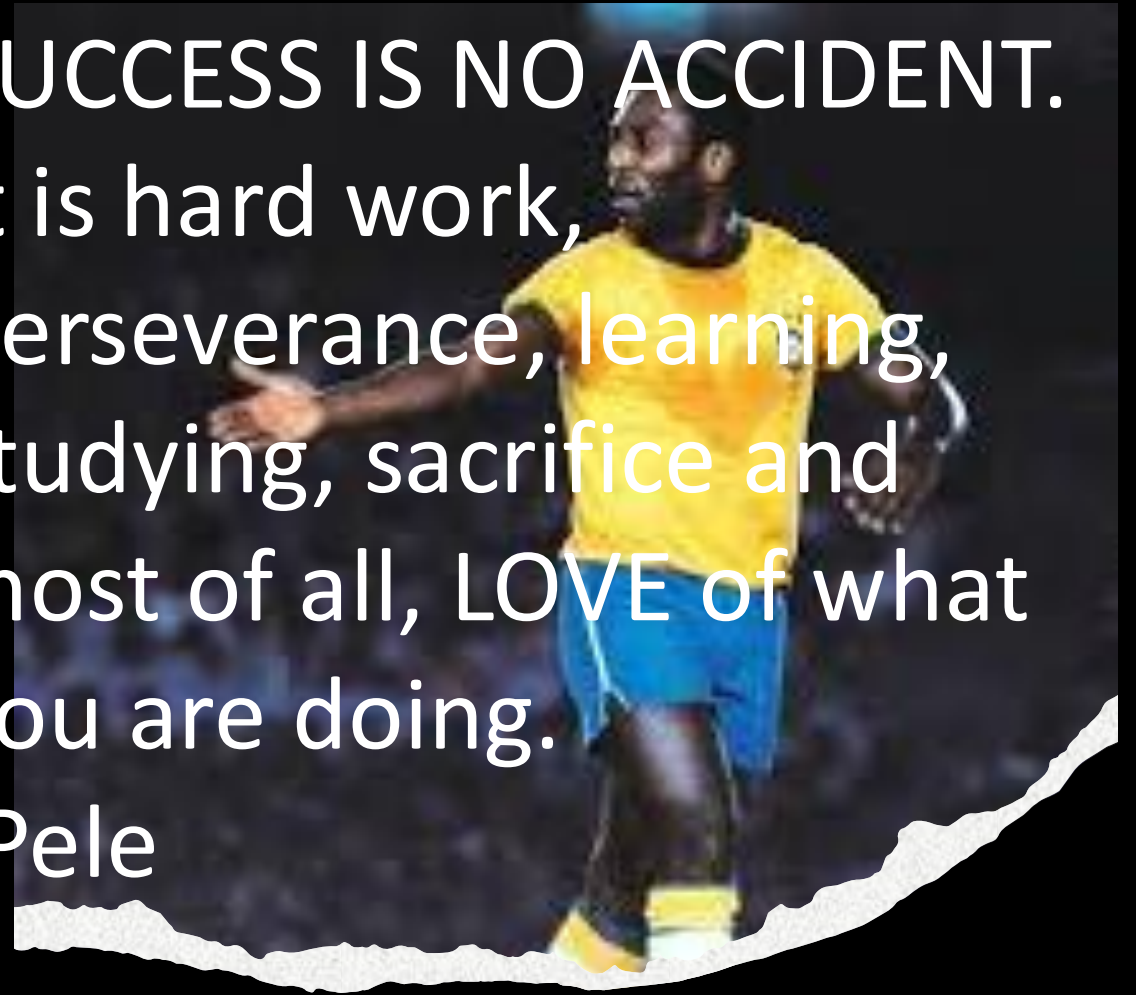 UCCESS IS NO ACCIDENT.
t is hard work,
erseverance, learning,
tudying, sacrifice and
most of all, LOVE of what
ou are doing.
Pele